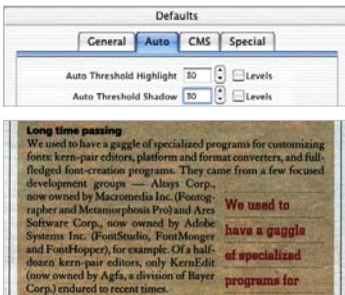 Defaults
General Auto CMS Special
Auto Threshold Highlight 30 Levels
Auto Threshold Shadow 30 Levels
Long time passing
We used to have a gaggle of specialized programs for customizing
fonts: kern-pair editors, platform and format converters, and full-
fledged font-creation programs. They came from a few focused
development groups — Altsys Corp.,
now owned by Macromedia Inc. (Fontog-
rapher and Metamorphosis Pro) and Ares
Software Corp., now owned by Adobe
Systems Inc. (FontStudio, FontMonger
and FontHopper), for example. Of a half-
dozen kern-pair editors, only KernEdit
(now owned by Agfa, a division of Bayer
Corp.) endured to recent times.
We used to
have a gaggle
of specialized
programs for